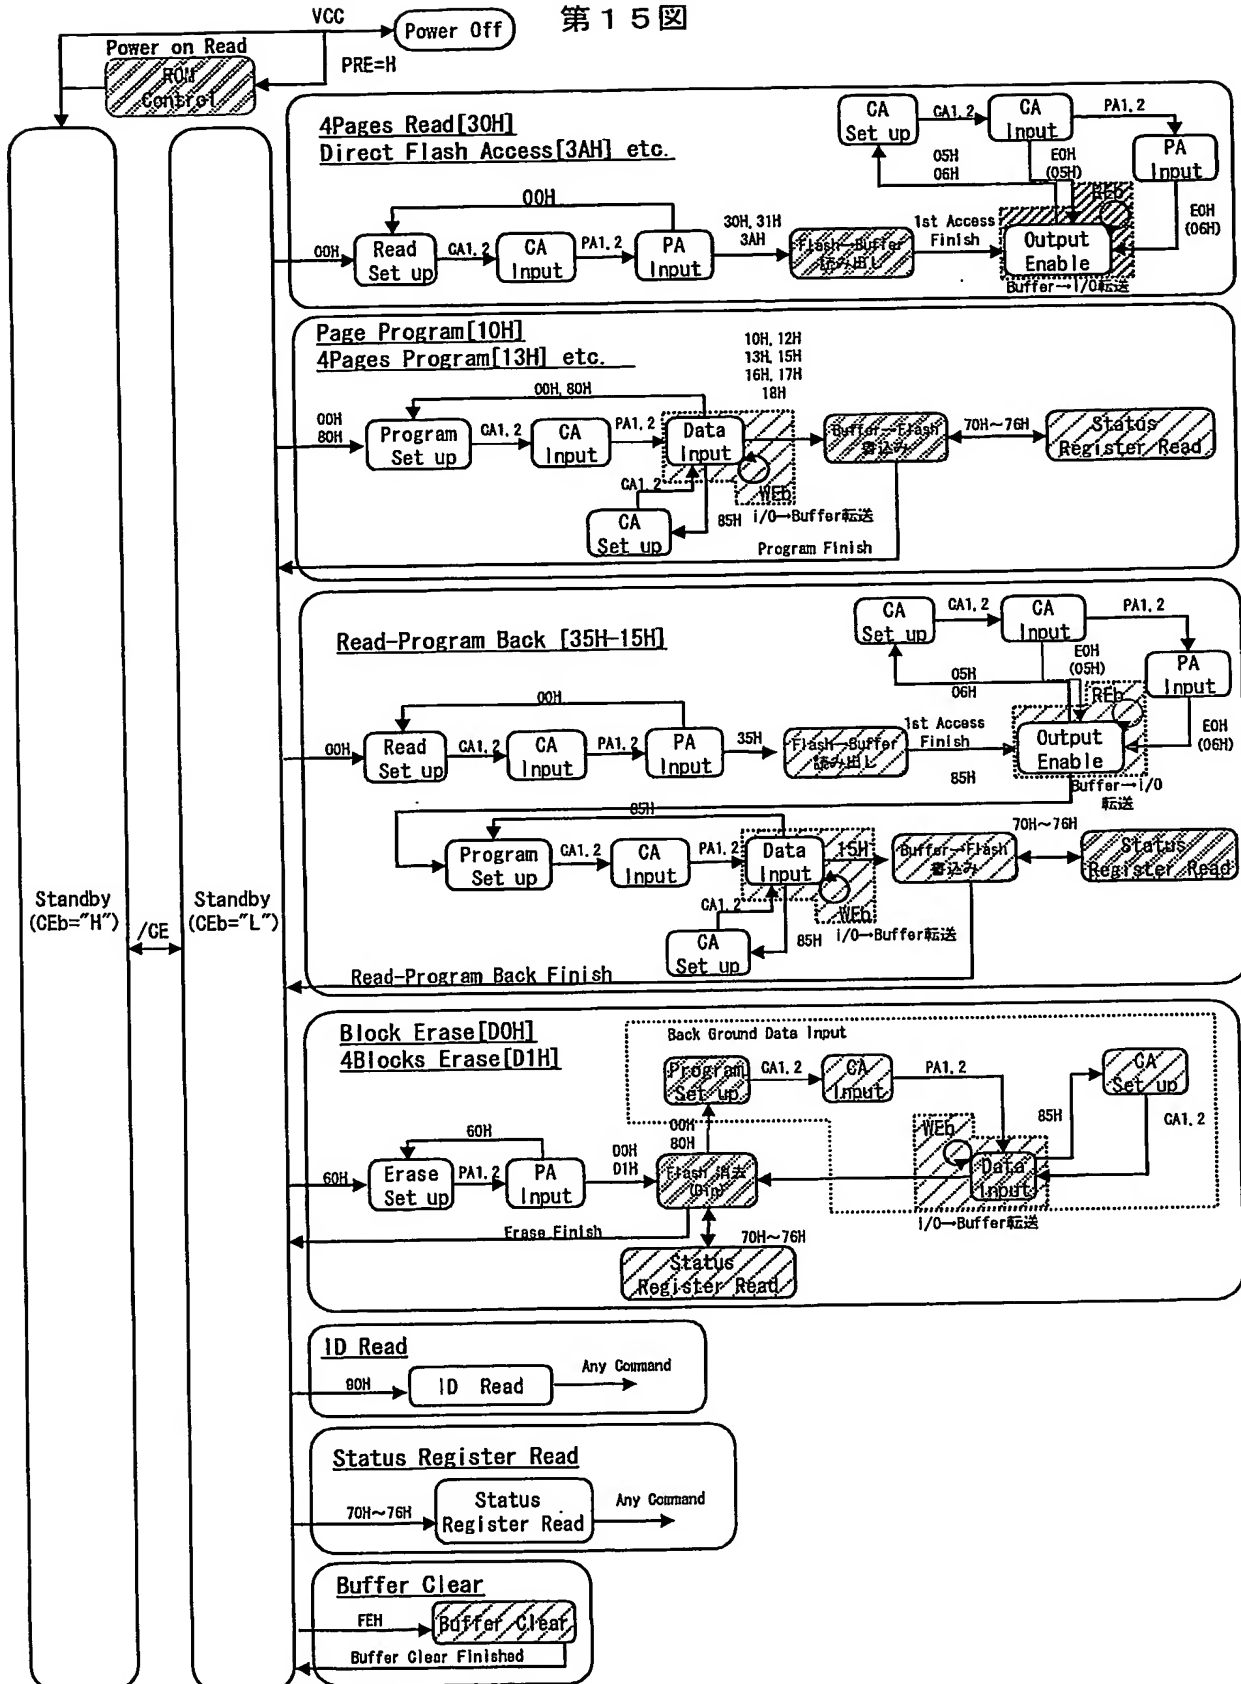 第15図
VCC
Power Off
Power on Read
PRE=H
ROM
Control
4Pages Read[30H]
Direct Flash Access[3AH] etc.
CA
Set up
CA1, 2
CA
Input
PA1, 2
PA
Input
05H
06H
E0H
(05H)
REb
E0H
(06H)
00H
00H
Read
Set up
CA1, 2
CA
Input
PA1, 2
PA
Input
30H, 31H
3AH
Flash→Buffer
読み出し
1st Access
Finish
Output
Enable
Buffer→I/O転送
Page Program[10H]
4Pages Program[13H] etc.
10H, 12H
13H, 15H
16H, 17H
18H
00H, 80H
00H
80H
Program
Set up
CA1, 2
CA
Input
PA1, 2
Data
Input
Buffer→Flash
書込み
70H~76H
Status
Register Read
WEb
CA1, 2
CA
Set up
85H
i/O→Buffer転送
Program Finish
Read-Program Back [35H-15H]
CA
Set up
CA1, 2
CA
Input
PA1, 2
PA
Input
05H
06H
E0H
(05H)
REb
E0H
(06H)
00H
00H
Read
Set up
CA1, 2
CA
Input
PA1, 2
PA
Input
35H
Flash→Buffer
読み出し
1st Access
Finish
85H
Output
Enable
Buffer→i/O
転送
85H
Program
Set up
CA1, 2
CA
Input
PA1, 2
Data
Input
15H
Buffer→Flash
書込み
70H~76H
Status
Register Read
WEb
CA1, 2
CA
Set up
85H
i/O→Buffer転送
Read-Program Back Finish
Standby
(CEb="H")
/CE
Standby
(CEb="L")
Block Erase[D0H]
4Blocks Erase[D1H]
Back Ground Data Input
Program
Set up
CA1, 2
CA
Input
PA1, 2
CA
Set up
85H
CA1, 2
00H
80H
WEb
Data
Input
I/O→Buffer転送
60H
60H
Erase
Set up
PA1, 2
PA
Input
D0H
D1H
Flash 消去
(Din)
Erase Finish
70H~76H
Status
Register Read
ID Read
90H
ID Read
Any Command
Status Register Read
70H~76H
Status
Register Read
Any Command
Buffer Clear
FEH
Buffer Clear
Buffer Clear Finished